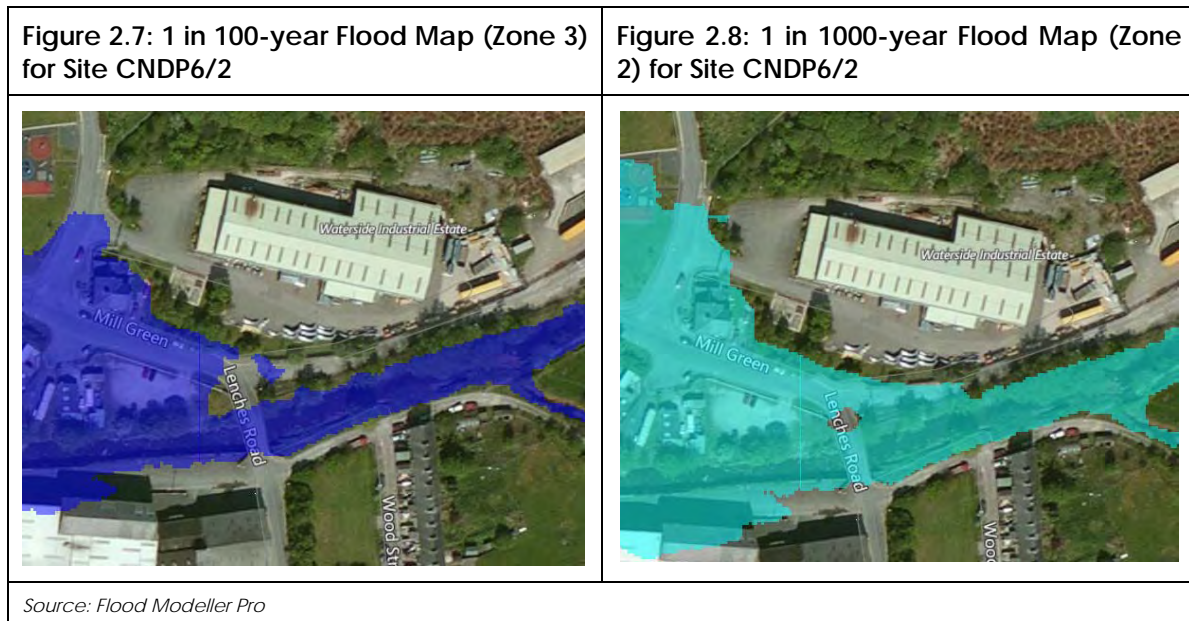 Figure 2.7: 1 in 100-year Flood Map (Zone 3)
for Site CNDP6/2
Figure 2.8: 1 in 1000-year Flood Map (Zone
2) for Site CNDP6/2
Waterside Industrial Estate
Mill Green
Lenches Road
Wood St
Waterside Industrial Estate
Mill Green
Lenches Road
Wood
Source: Flood Modeller Pro